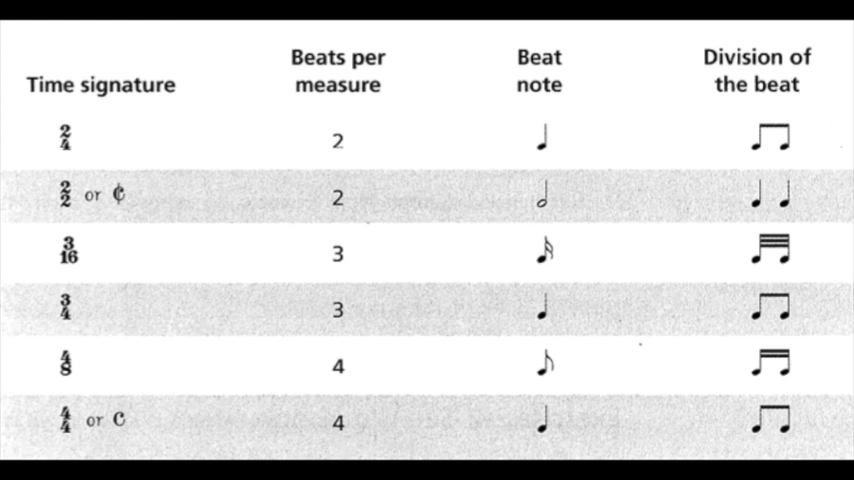 Time signature Beats per measure Beat note Division of the beat
2/4 2 𝅘𝅥 𝅘𝅥𝅮𝅘𝅥𝅮
2/2 or 𝄵 2 𝅗𝅥 𝅘𝅥 𝅘𝅥
3/16 3 𝅘𝅥𝅯 𝅘𝅥𝅰𝅘𝅥𝅰
3/4 3 𝅘𝅥 𝅘𝅥𝅮𝅘𝅥𝅮
4/8 4 𝅘𝅥𝅮 𝅘𝅥𝅯𝅘𝅥𝅯
4/4 or 𝄴 4 𝅘𝅥 𝅘𝅥𝅮𝅘𝅥𝅮